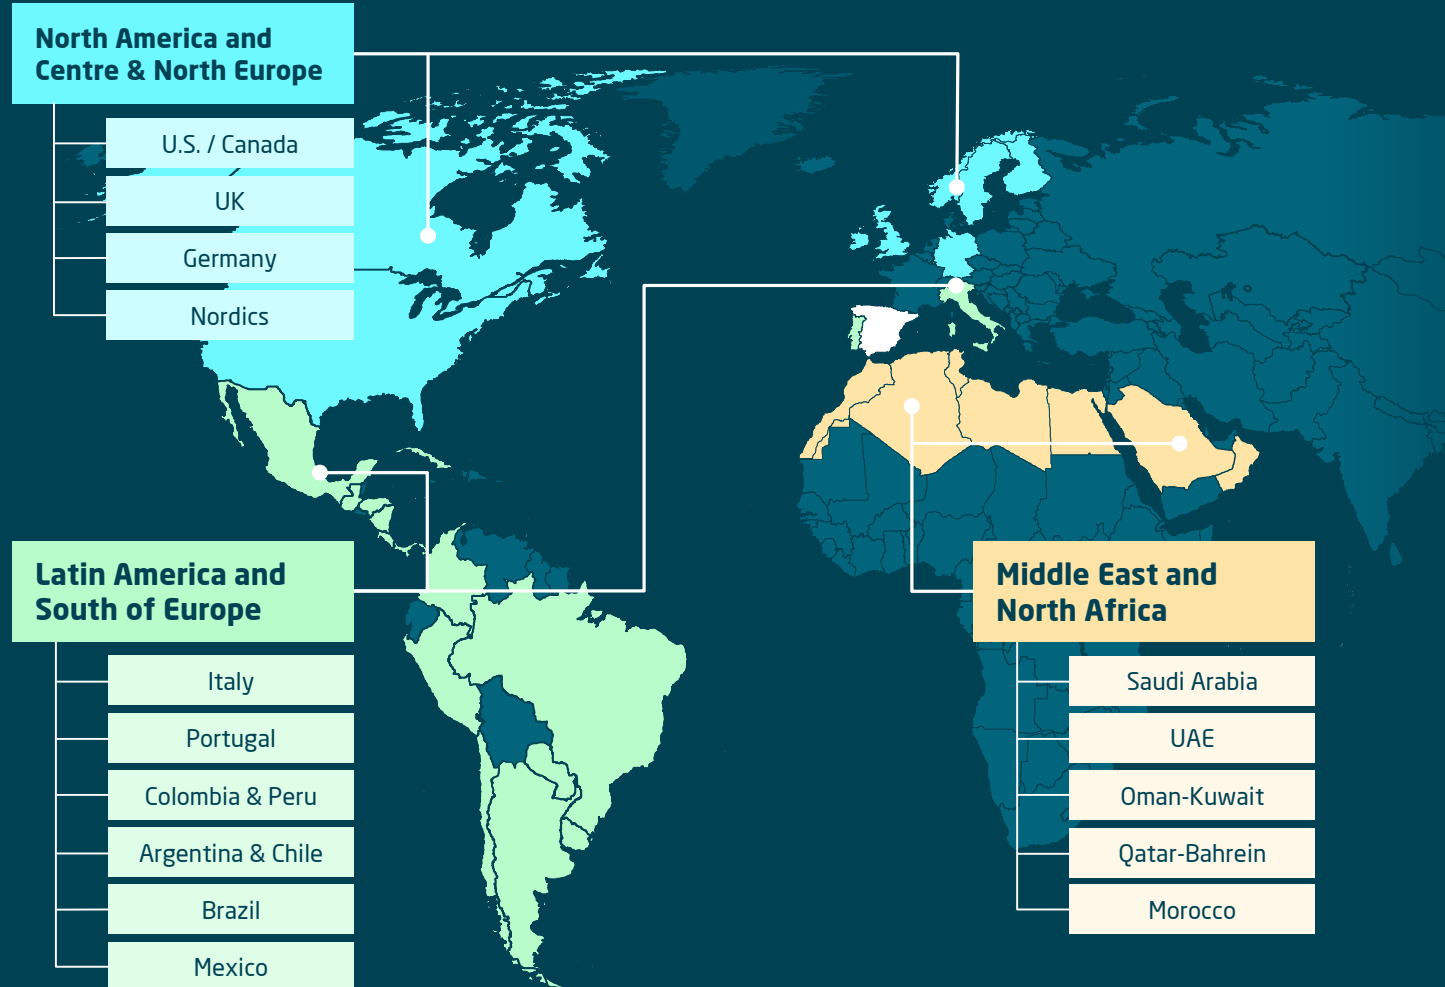 North America and
Centre & North Europe
U.S. / Canada
UK
Germany
Nordics
Latin America and
South of Europe
Italy
Portugal
Colombia & Peru
Argentina & Chile
Brazil
Mexico
Middle East and
North Africa
Saudi Arabia
UAE
Oman-Kuwait
Qatar-Bahrein
Morocco